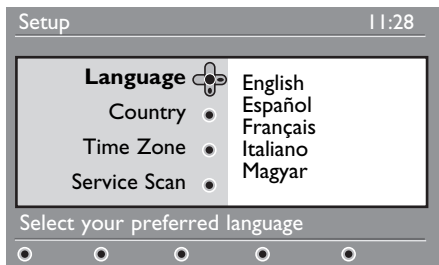 Setup 11:28
Language
Country
Time Zone
Service Scan
English
Español
Français
Italiano
Magyar
Select your preferred language